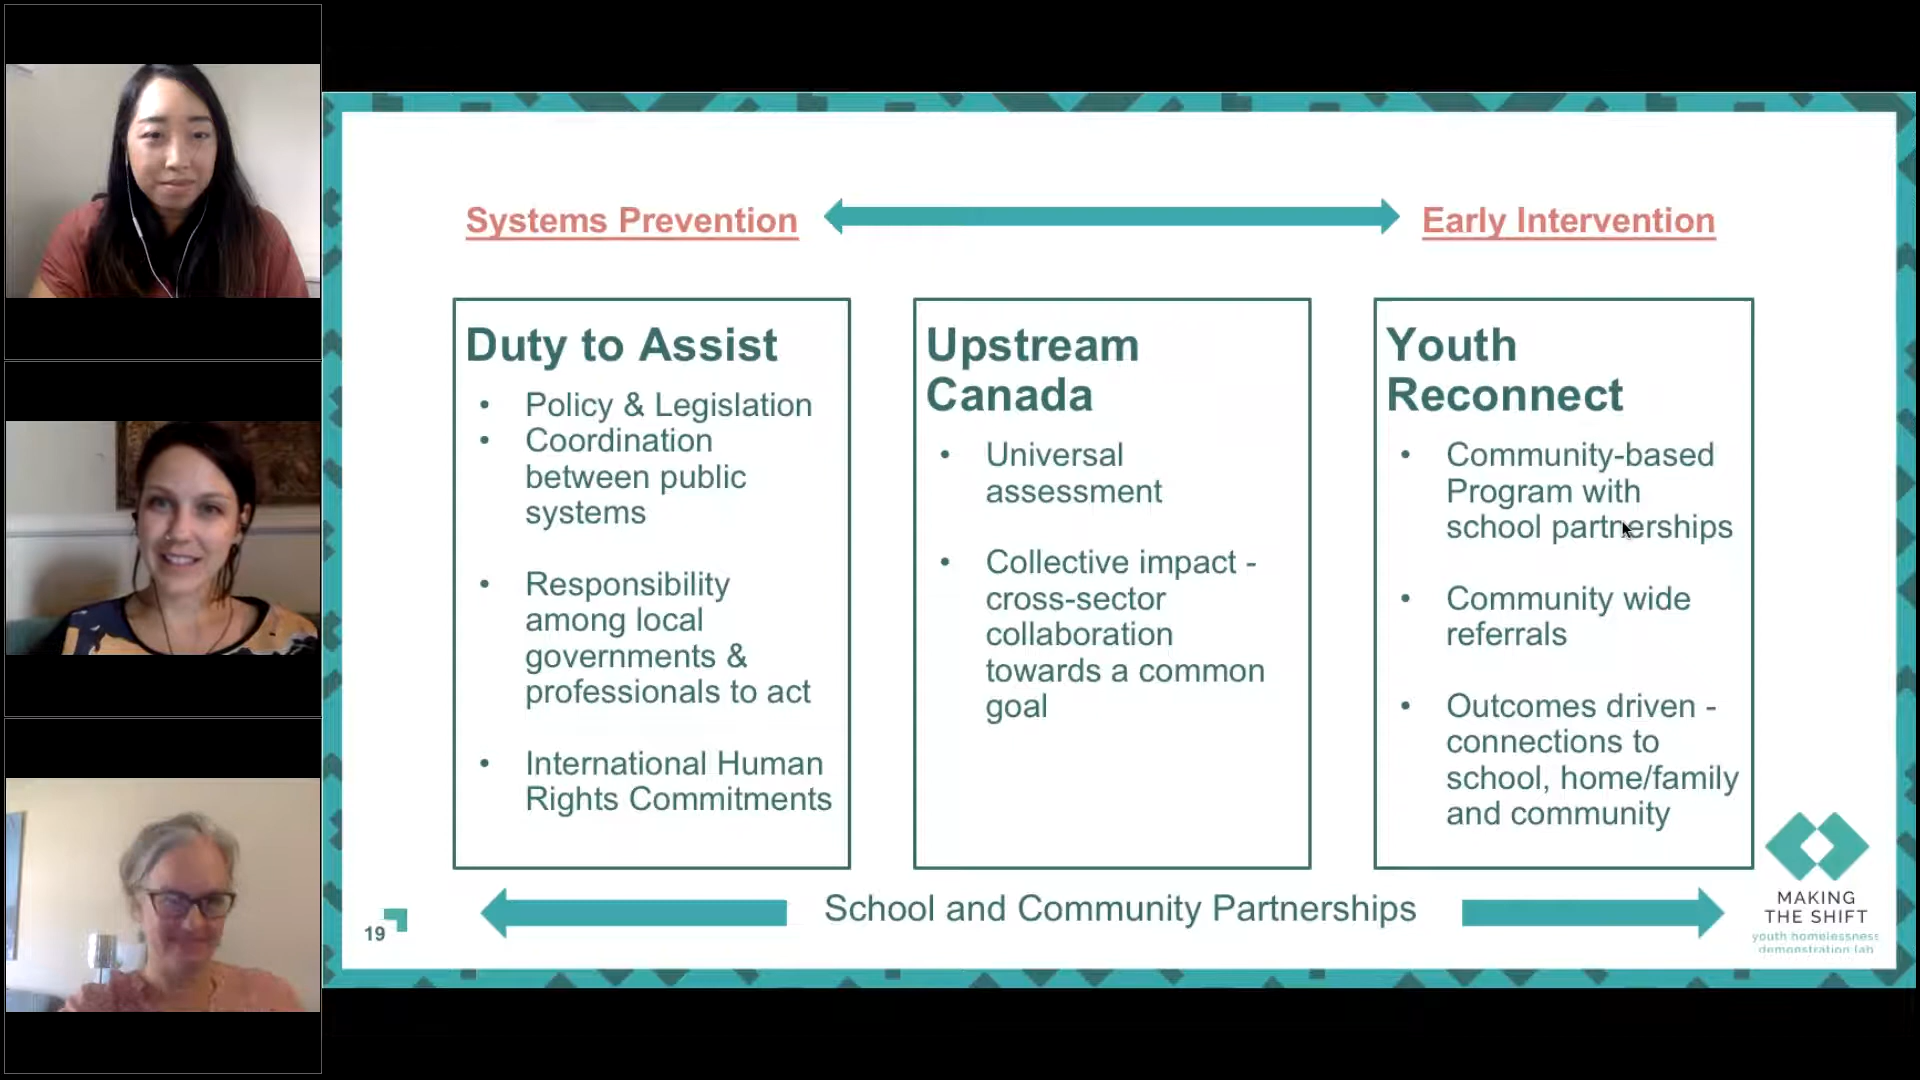 Systems Prevention
Early Intervention
Duty to Assist
• Policy & Legislation
• Coordination
between public
systems
• Responsibility
among local
governments &
professionals to act
• International Human
Rights Commitments
Upstream
Canada
• Universal
assessment
• Collective impact -
cross-sector
collaboration
towards a common
goal
Youth
Reconnect
• Community-based
Program with
school partnerships
• Community wide
referrals
• Outcomes driven -
connections to
school, home/family
and community
School and Community Partnerships
19
MAKING
THE SHIFT
youth homelessness
demonstration lab